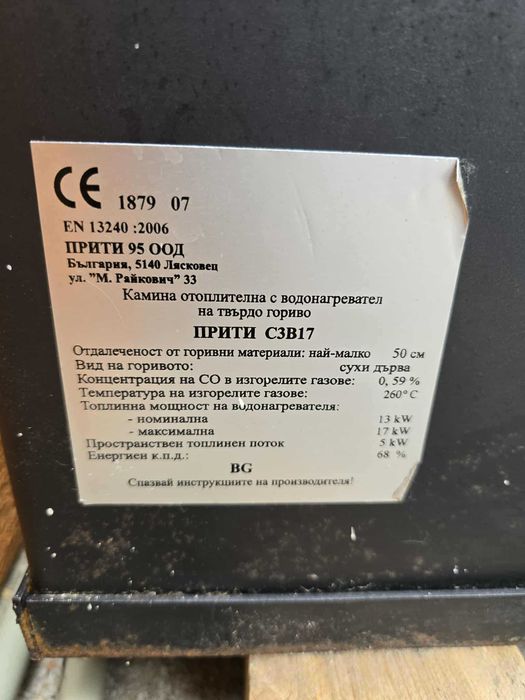 CE 1879 07
EN 13240 :2006
ПРИТИ 95 ООД
България, 5140 Лясковец
ул. "М. Райкович" 33
Камина отоплителна с водонагревател
на твърдо гориво
ПРИТИ С3В17
Отдалеченост от горивни материали: най-малко 50 см
Вид на горивото: сухи дърва
Концентрация на СО в изгорелите газове: 0, 59 %
Температура на изгорелите газове: 260°С
Топлинна мощност на водонагревателя:
- номинална 13 kW
- максимална 17 kW
Пространствен топлинен поток 5 kW
Енергиен к.п.д.: 68 %
BG
Спазвай инструкциите на производителя!